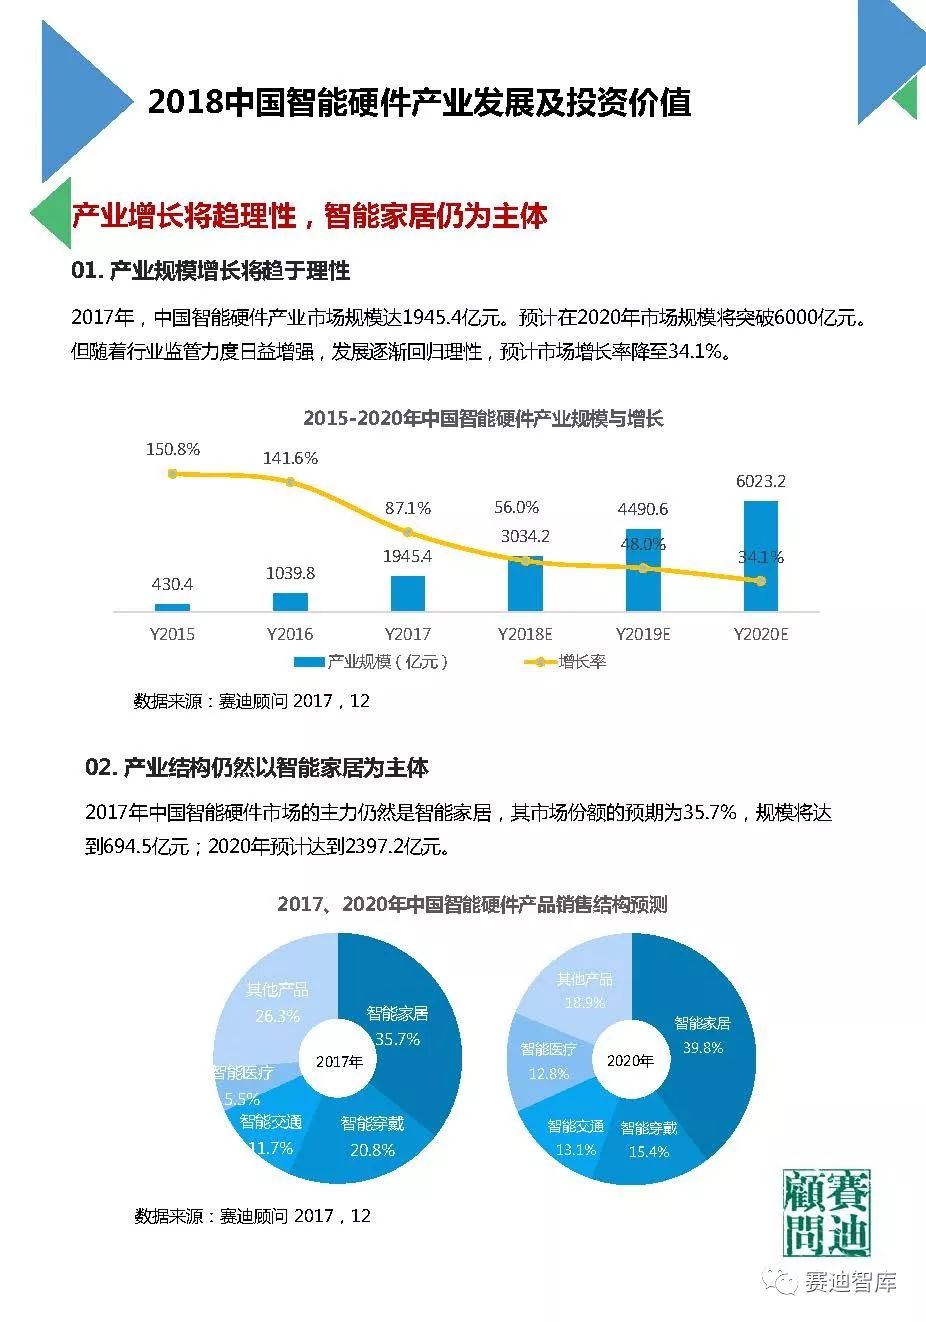 2018中国智能硬件产业发展及投资价值
产业增长将趋理性，智能家居仍为主体
01. 产业规模增长将趋于理性
2017年，中国智能硬件产业市场规模达1945.4亿元。预计在2020年市场规模将突破6000亿元。
但随着行业监管力度日益增强，发展逐渐回归理性，预计市场增长率降至34.1%。
2015-2020年中国智能硬件产业规模与增长
150.8%
141.6%
87.1%
56.0%
48.0%
34.1%
430.4
1039.8
1945.4
3034.2
4490.6
6023.2
Y2015 Y2016 Y2017 Y2018E Y2019E Y2020E
产业规模（亿元） 增长率
数据来源：赛迪顾问 2017，12
02. 产业结构仍然以智能家居为主体
2017年中国智能硬件市场的主力仍然是智能家居，其市场份额的预期为35.7%，规模将达
到694.5亿元；2020年预计达到2397.2亿元。
2017、2020年中国智能硬件产品销售结构预测
其他产品
26.3%
智能家居
35.7%
2017年
智能医疗
5.5%
智能交通
11.7%
智能穿戴
20.8%
其他产品
18.9%
智能家居
39.8%
2020年
智能医疗
12.8%
智能交通
13.1%
智能穿戴
15.4%
数据来源：赛迪顾问 2017，12
賽迪
顧問
赛迪智库